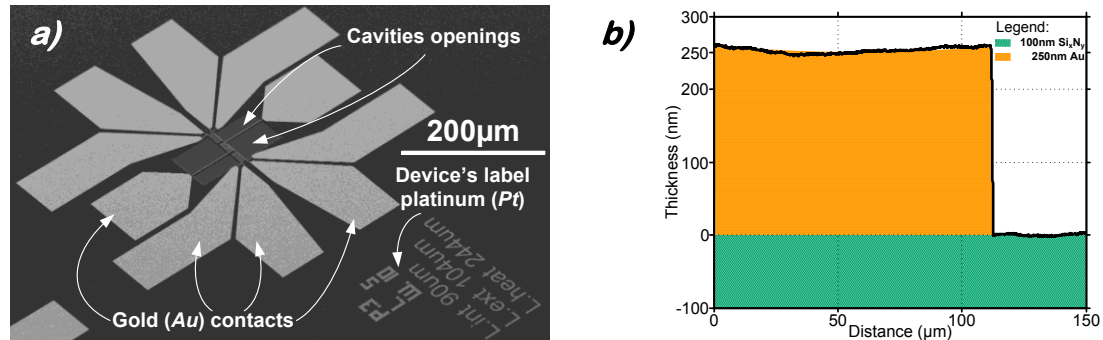 a)
Cavities openings
200µm
Device's label
platinum (Pt)
L.int 90um
L.ext 104um
L.heat 244um
Gold (Au) contacts
b)
300
250
200
100
0
-100
Thickness (nm)
0
50
100
150
Distance (µm)
Legend:
100nm SixNy
250nm Au